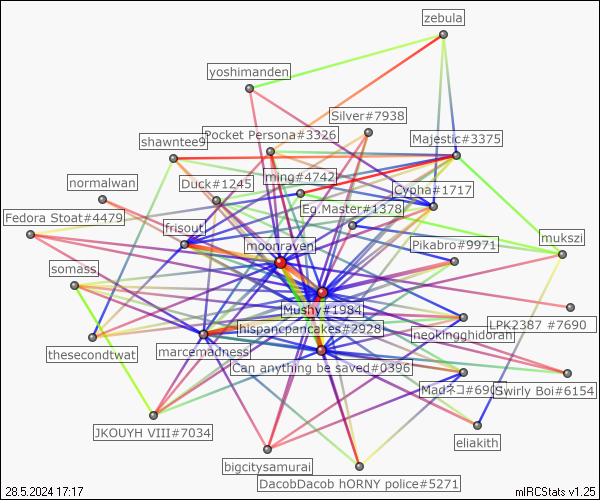 zebula
yoshimanden
Silver#7938
Pocket Persona#3326
Majestic#3375
shawntee9
ming#4742
normalwan
Duck#1245
Cypha#1717
Eg.Master#1378
Fedora Stoat#4479
frisout
mukszi
moonraven
Pikabro#9971
somass
Mushy#1984
LPK2387 #7690
hispancpancakes#2928
neokingghidorah
thesecondtwat
marcemadness
Can anything be saved#0396
Madネコ#690
Swirly Boi#6154
JKOUYH VIII#7034
eliakith
bigcitysamurai
DacobDacob hORNY police#5271
28.5.2024 17:17
mIRCStats v1.25